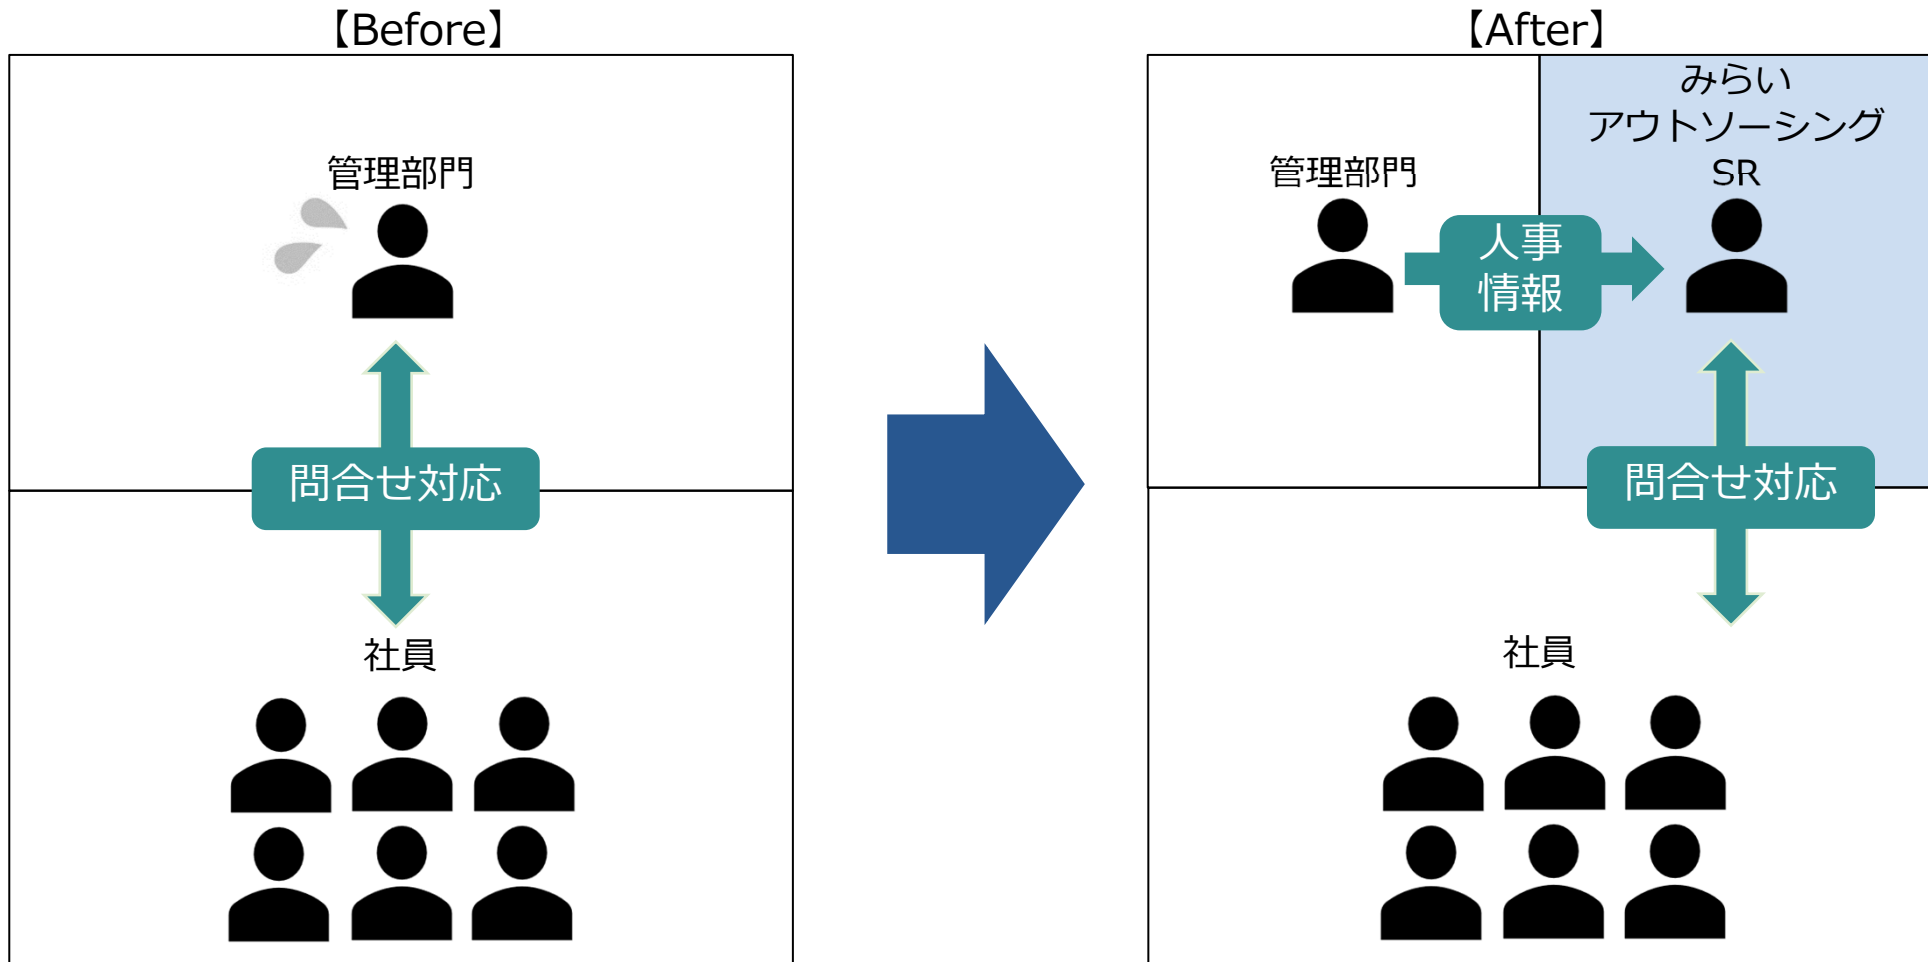 【Before】
管理部門
問合せ対応
社員
【After】
みらい
アウトソーシング
SR
管理部門
人事
情報
問合せ対応
社員